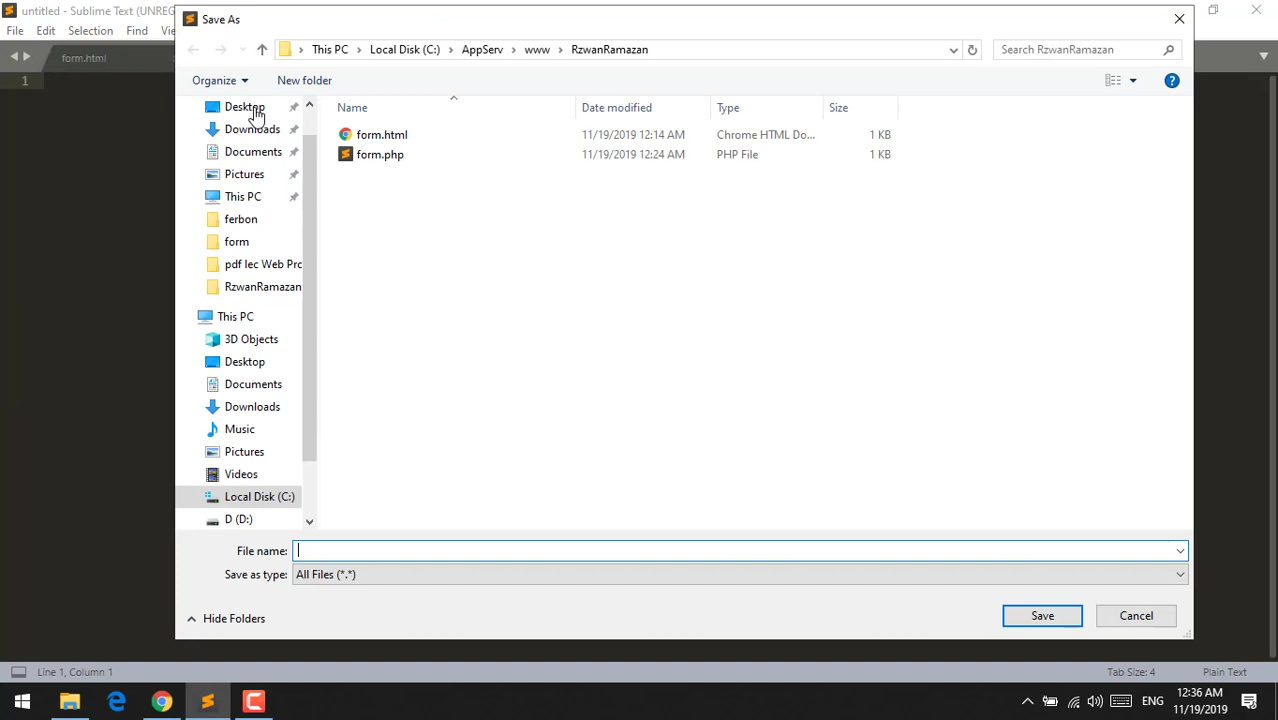 untitled - Sublime Text (UNREG
File Edit Selection Find Vi
form.html
1
Save As
This PC > Local Disk (C:) > AppServ > www > RzwanRamazan
Search RzwanRamazan
Organize New folder
Desktop
Downloads
Documents
Pictures
This PC
ferbon
form
pdf lec Web Prc
RzwanRamazan
This PC
3D Objects
Desktop
Documents
Downloads
Music
Pictures
Videos
Local Disk (C:)
D (D:)
Name Date modified Type Size
form.html 11/19/2019 12:14 AM Chrome HTML Do... 1 KB
form.php 11/19/2019 12:24 AM PHP File 1 KB
File name:
Save as type: All Files (*.*)
Hide Folders Save Cancel
Line 1, Column 1 Tab Size: 4 Plain Text
ENG 12:36 AM
11/19/2019